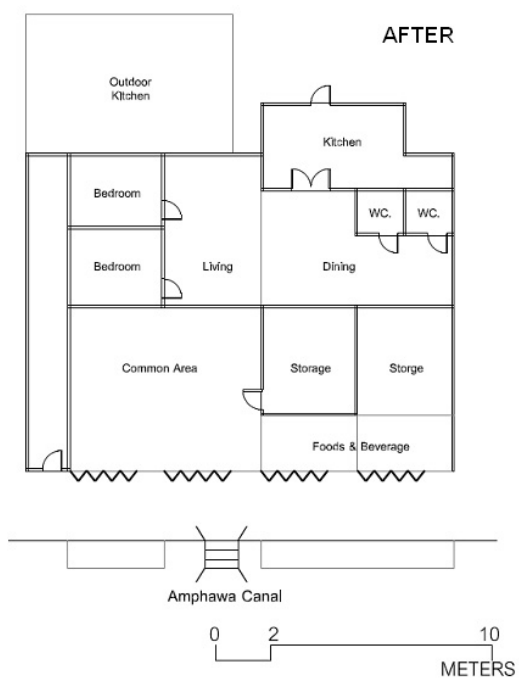 AFTER
Outdoor
Kitchen
Kitchen
Bedroom
WC.
WC.
Bedroom
Living
Dining
Common Area
Storage
Storge
Foods & Beverage
Amphawa Canal
0
2
10
METERS